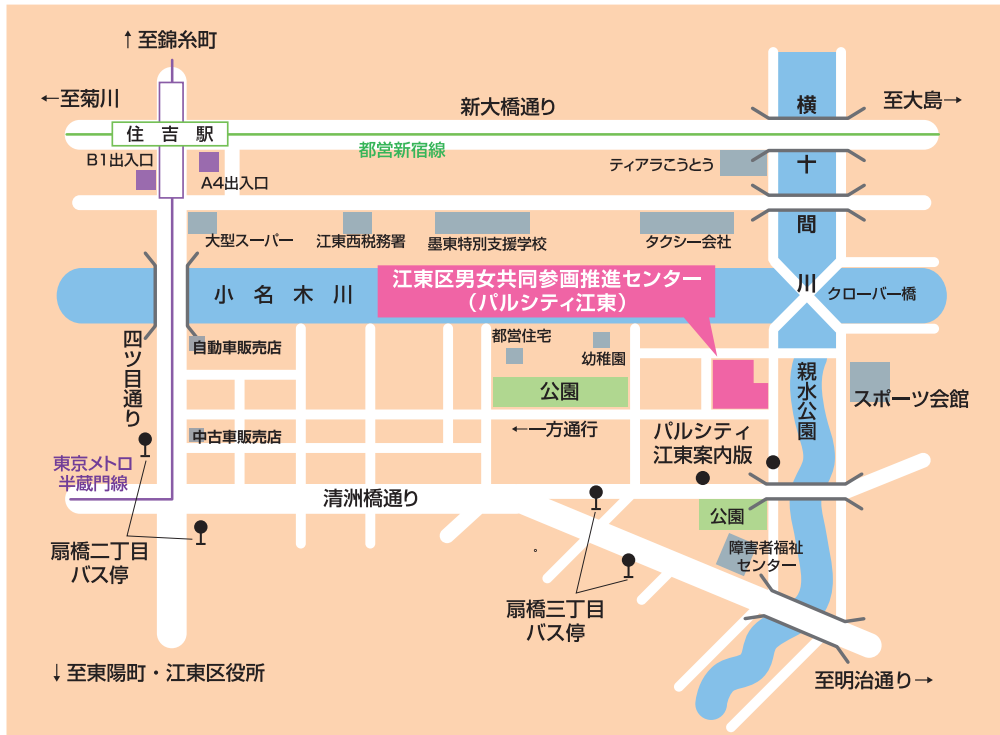 ↑至錦糸町
←至菊川
新大橋通り
至大島→
住吉駅
都営新宿線
B1出入口
A4出入口
ティアラこうとう
横十間川
大型スーパー
江東西税務署
墨東特別支援学校
タクシー会社
小名木川
江東区男女共同参画推進センター
（パルシティ江東）
クローバー橋
四ツ目通り
自動車販売店
都営住宅
幼稚園
公園
親水公園
スポーツ会館
中古車販売店
←一方通行
パルシティ
江東案内版
東京メトロ
半蔵門線
清洲橋通り
公園
扇橋二丁目
バス停
障害者福祉
センター
扇橋三丁目
バス停
↓至東陽町・江東区役所
至明治通り→